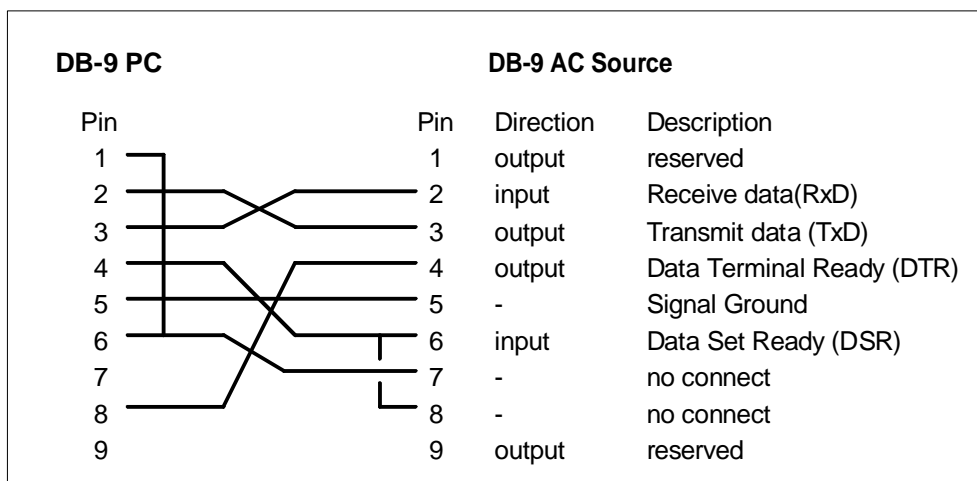 DB-9 PC DB-9 AC Source
Pin Pin Direction Description
1 1 output reserved
2 2 input Receive data(RxD)
3 3 output Transmit data (TxD)
4 4 output Data Terminal Ready (DTR)
5 5 - Signal Ground
6 6 input Data Set Ready (DSR)
7 7 - no connect
8 8 - no connect
9 9 output reserved